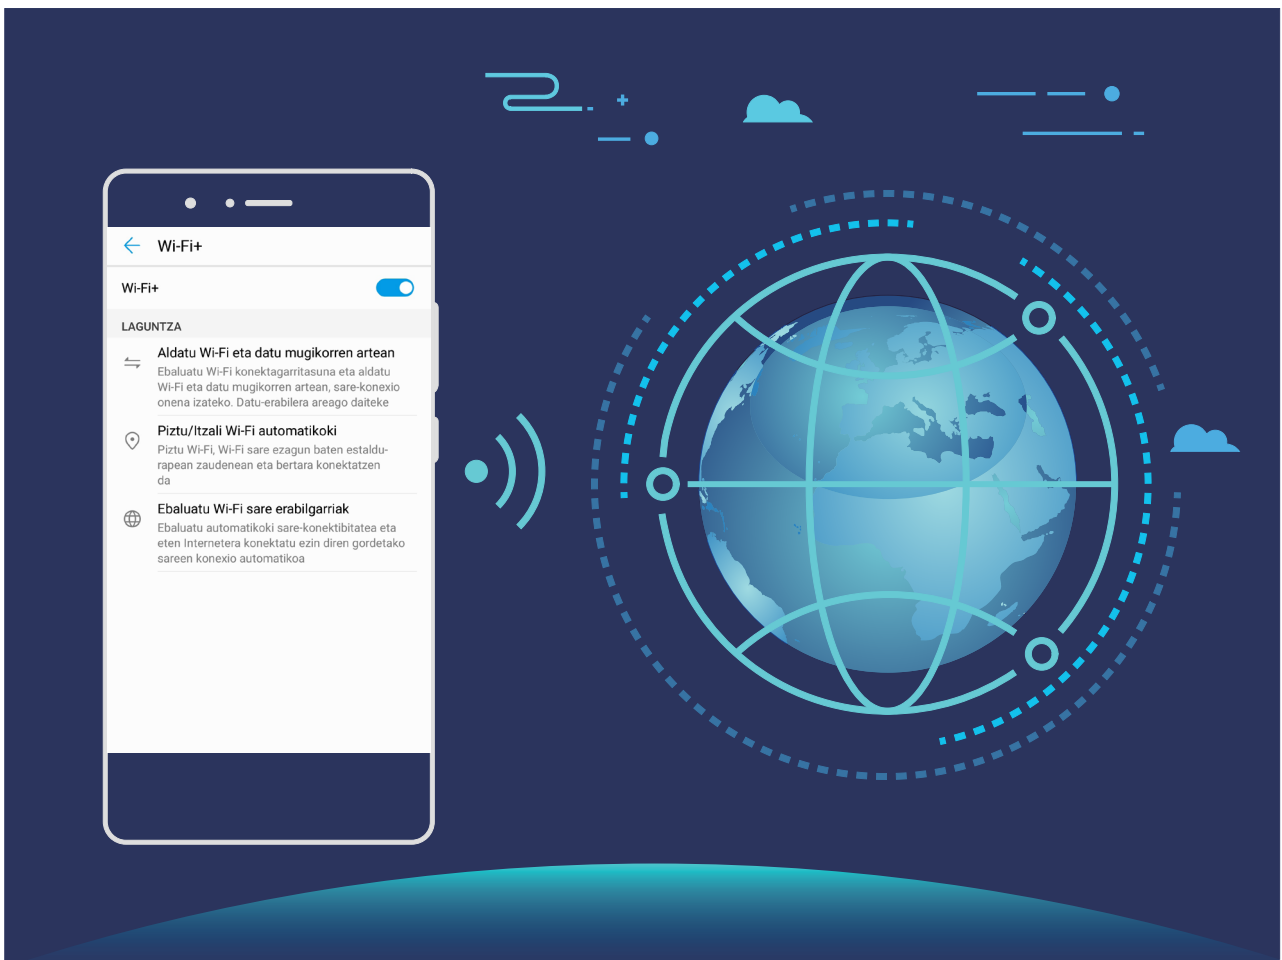 Wi-Fi+
Wi-Fi+
LAGUNTZA
Aldatu Wi-Fi eta datu mugikorren artean
Ebaluatu Wi-Fi konektagarritasuna eta aldatu
Wi-Fi eta datu mugikorren artean, sare-konexio
onena izateko. Datu-erabilera areago daiteke
Piztu/Itzali Wi-Fi automatikoki
Piztu Wi-Fi, Wi-Fi sare ezagun baten estaldu-
rapean zaudenean eta bertara konektatzen
da
Ebaluatu Wi-Fi sare erabilgarriak
Ebaluatu automatikoki sare-konektibitatea eta
eten Internetera konektatu ezin diren gordetako
sareen konexio automatikoa